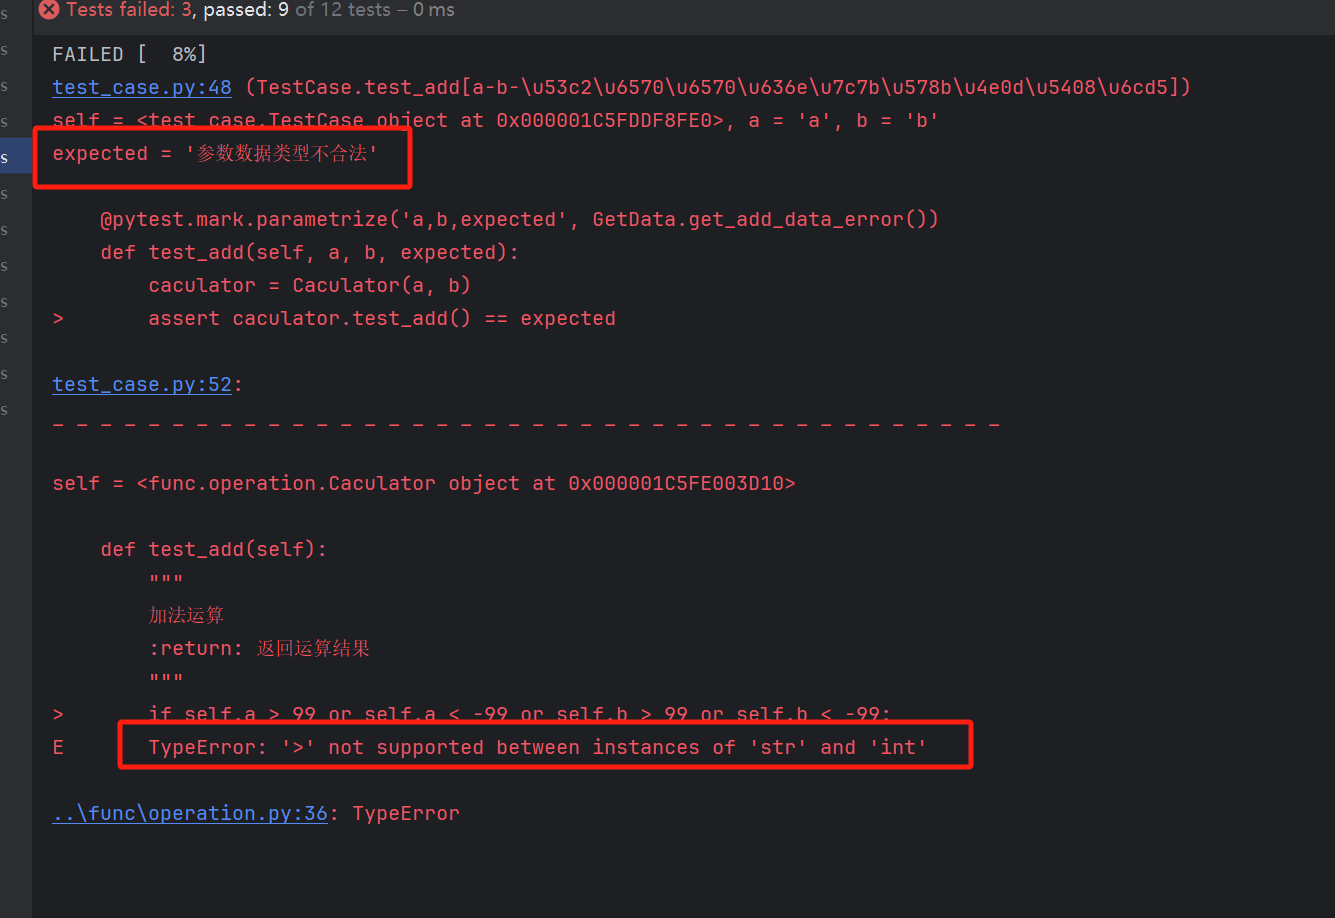 Tests failed: 3, passed: 9 of 12 tests – 0 ms
FAILED [  8%]
test_case.py:48 (TestCase.test_add[a-b-\u53c2\u6570\u6570\u636e\u7c7b\u578b\u4e0d\u5408\u6cd5])
self = <test_case.TestCase object at 0x000001C5FDDF8FE0>, a = 'a', b = 'b'
expected = '参数数据类型不合法'
@pytest.mark.parametrize('a,b,expected', GetData.get_add_data_error())
def test_add(self, a, b, expected):
caculator = Caculator(a, b)
> assert caculator.test_add() == expected
test_case.py:52:
_ _ _ _ _ _ _ _ _ _ _ _ _ _ _ _ _ _ _ _ _ _ _ _ _ _ _ _ _ _ _ _ _ _ _ _ _ _ _ _
self = <func.operation.Caculator object at 0x000001C5FE003D10>
def test_add(self):
"""
加法运算
:return: 返回运算结果
"""
> if self.a > 99 or self.a < -99 or self.b > 99 or self.b < -99:
E TypeError: '>' not supported between instances of 'str' and 'int'
..\func\operation.py:36: TypeError